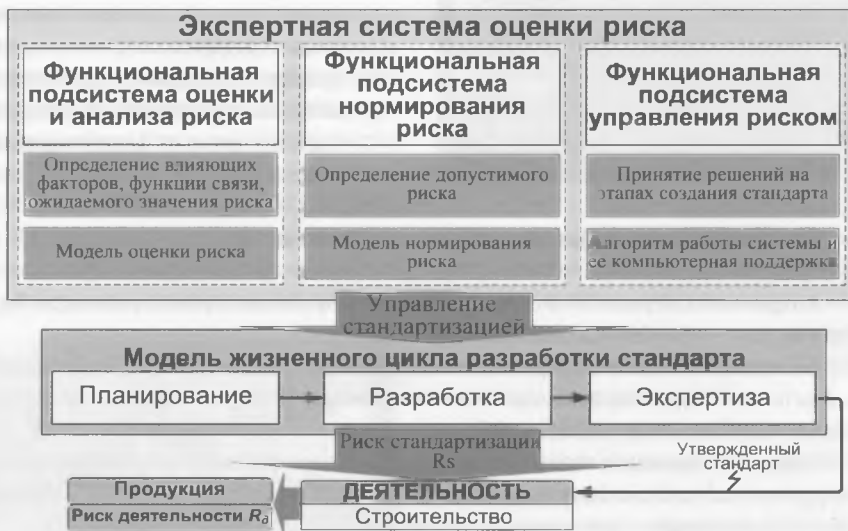 Экспертная система оценки риска
Функциональная
подсистема оценки
и анализа риска
Определение влияющих
факторов, функции связи,
ожидаемого значения риска
Модель оценки риска
Функциональная
подсистема
нормирования
риска
Определение допустимого
риска
Модель нормирования
риска
Функциональная
подсистема
управления риском
Принятие решений на
этапах создания стандарта
Алгоритм работы системы и
ее компьютерная поддержка
Управление
стандартизацией
Модель жизненного цикла разработки стандарта
Планирование
Разработка
Экспертиза
Риск стандартизации
Rs
Утвержденный
стандарт
ДЕЯТЕЛЬНОСТЬ
Строительство
Продукция
Риск деятельности Rд